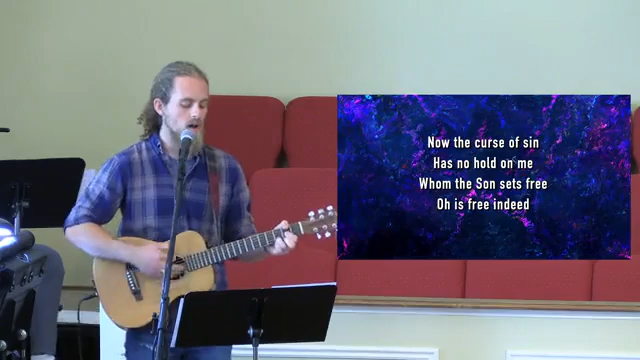 Now the curse of sin
Has no hold on me
Whom the Son sets free
Oh is free indeed